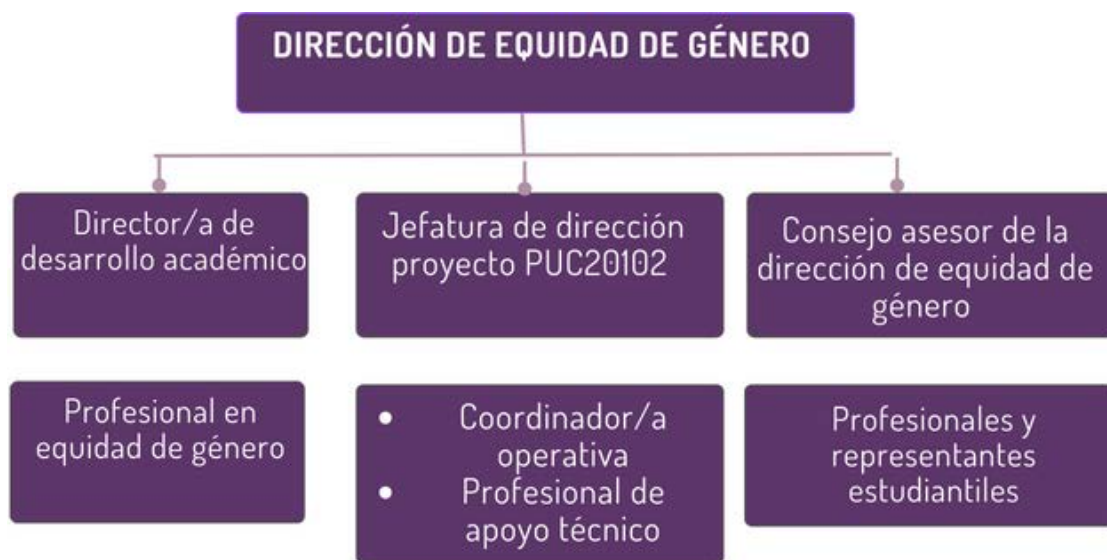 DIRECCIÓN DE EQUIDAD DE GÉNERO
Director/a de
desarrollo académico
Jefatura de dirección
proyecto PUC20102
Consejo asesor de la
dirección de equidad de
género
Profesional en
equidad de género
• Coordinador/a
operativa
• Profesional de
apoyo técnico
Profesionales y
representantes
estudiantiles